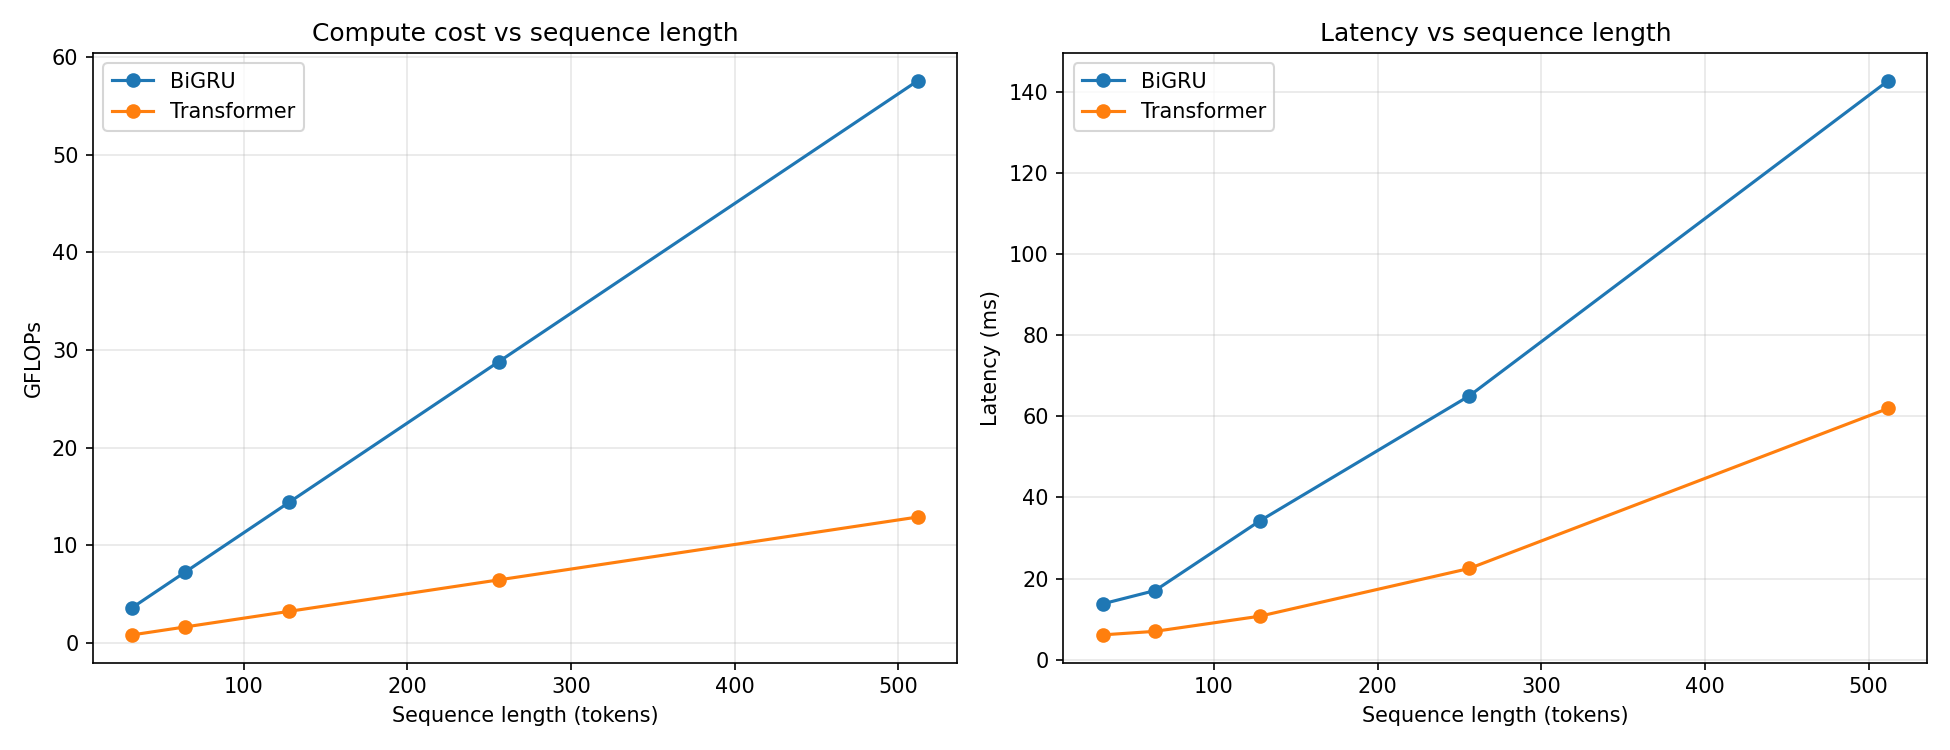 Compute cost vs sequence length
BiGRU
Transformer
60
50
40
30
20
10
0
GFLOPs
100 200 300 400 500
Sequence length (tokens)
Latency vs sequence length
BiGRU
Transformer
140
120
100
80
60
40
20
0
Latency (ms)
100 200 300 400 500
Sequence length (tokens)